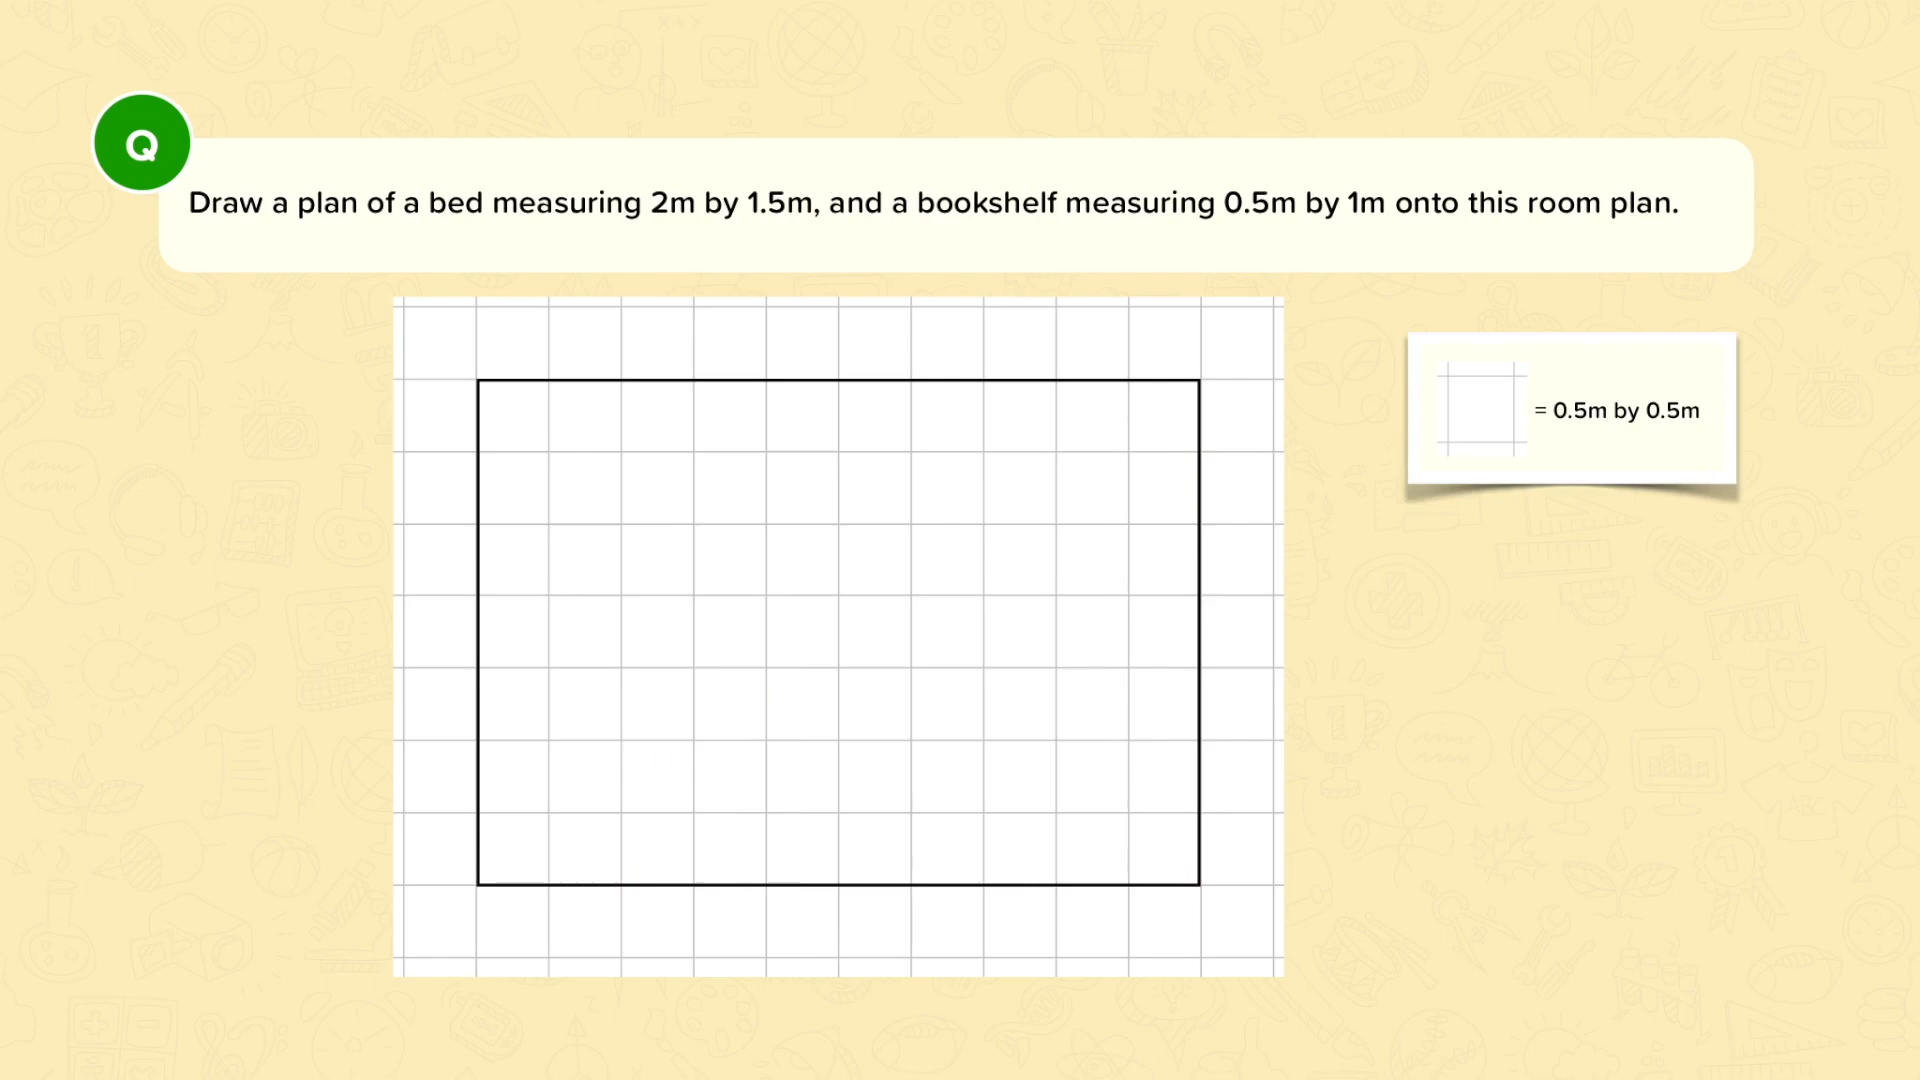 Q
Draw a plan of a bed measuring 2m by 1.5m, and a bookshelf measuring 0.5m by 1m onto this room plan.
= 0.5m by 0.5m